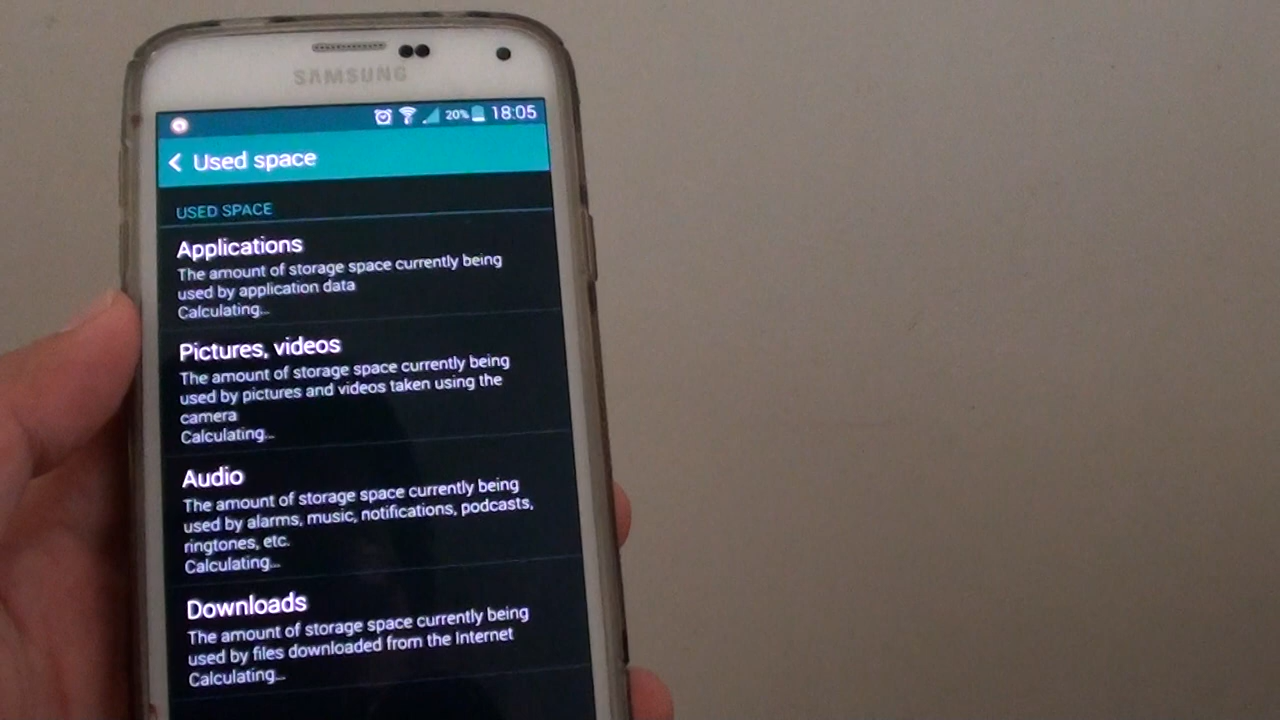 SAMSUNG
20% 18:05
Used space
USED SPACE
Applications
The amount of storage space currently being
used by application data
Calculating...
Pictures, videos
The amount of storage space currently being
used by pictures and videos taken using the
camera
Calculating...
Audio
The amount of storage space currently being
used by alarms, music, notifications, podcasts,
ringtones, etc.
Calculating...
Downloads
The amount of storage space currently being
used by files downloaded from the Internet
Calculating...